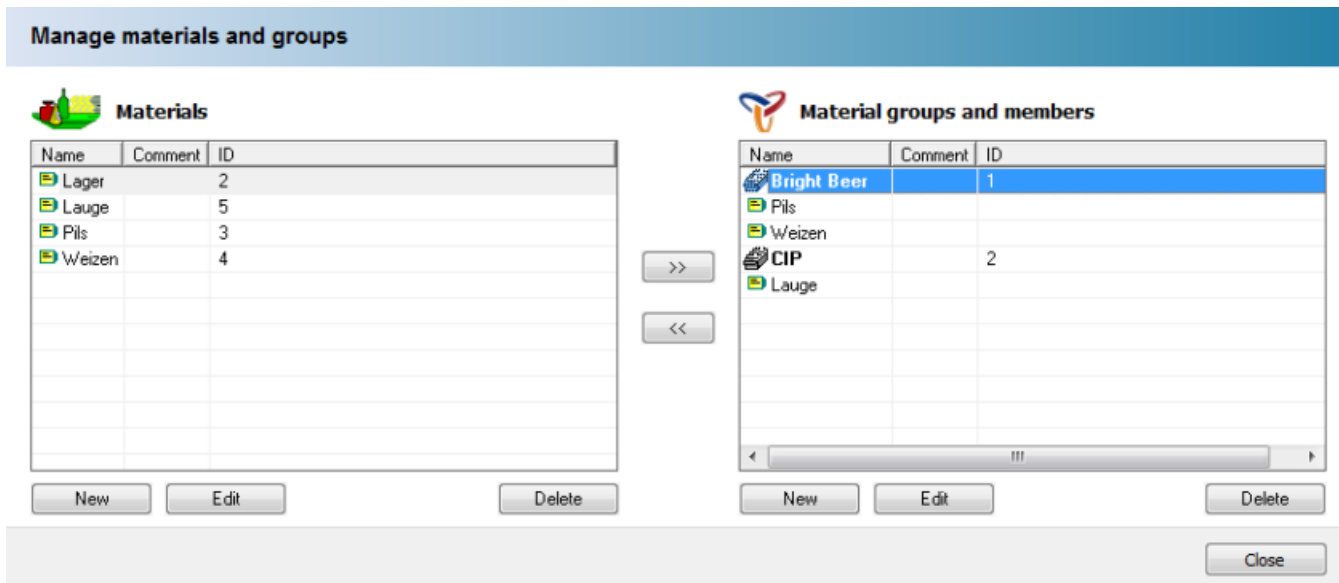 Manage materials and groups
Materials
Name Comment ID
Lager 2
Lauge 5
Pils 3
Weizen 4
New Edit Delete
>>
<<
Material groups and members
Name Comment ID
Bright Beer 1
Pils
Weizen
CIP 2
Lauge
New Edit Delete
Close